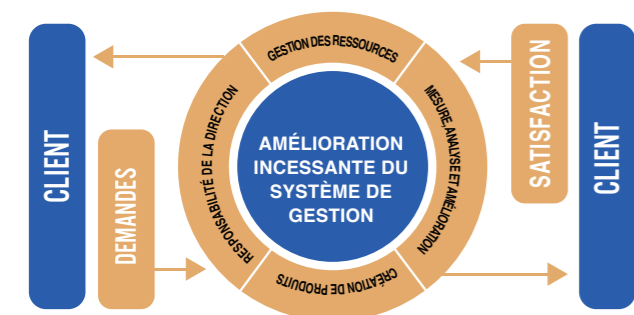 CLIENT
DEMANDES
RESPONSABILITÉ DE LA DIRECTION
GESTION DES RESSOURCES
MESURE, ANALYSE ET AMÉLIORATION
CRÉATION DE PRODUITS
AMÉLIORATION
INCESSANTE DU
SYSTÈME DE
GESTION
SATISFACTION
CLIENT